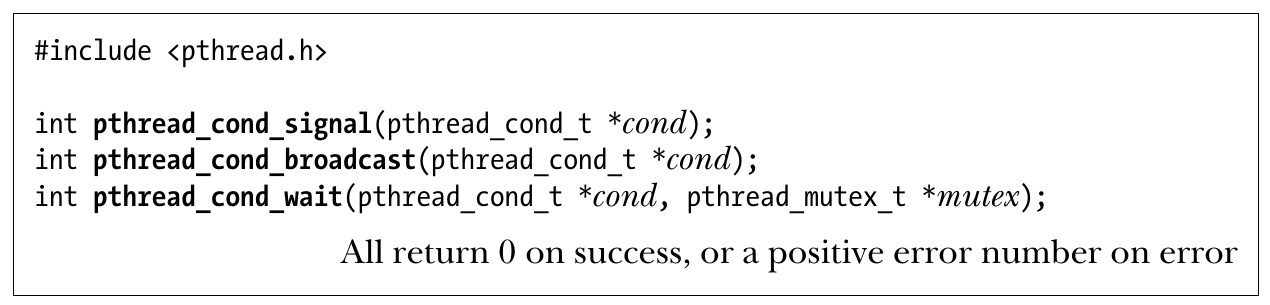 #include <pthread.h>
int pthread_cond_signal(pthread_cond_t *cond);
int pthread_cond_broadcast(pthread_cond_t *cond);
int pthread_cond_wait(pthread_cond_t *cond, pthread_mutex_t *mutex);
All return 0 on success, or a positive error number on error